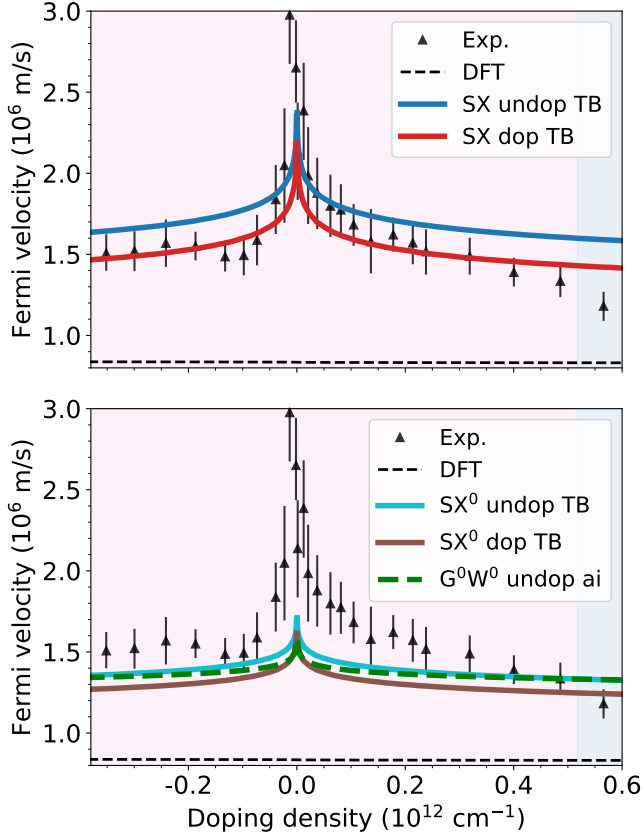 3.0
2.5
2.0
1.5
1.0
Fermi velocity (10⁶ m/s)
Exp.
DFT
SX undop TB
SX dop TB
3.0
2.5
2.0
1.5
1.0
Fermi velocity (10⁶ m/s)
Exp.
DFT
SX⁰ undop TB
SX⁰ dop TB
G⁰W⁰ undop ai
-0.2 0.0 0.2 0.4 0.6
Doping density (10¹² cm⁻¹)